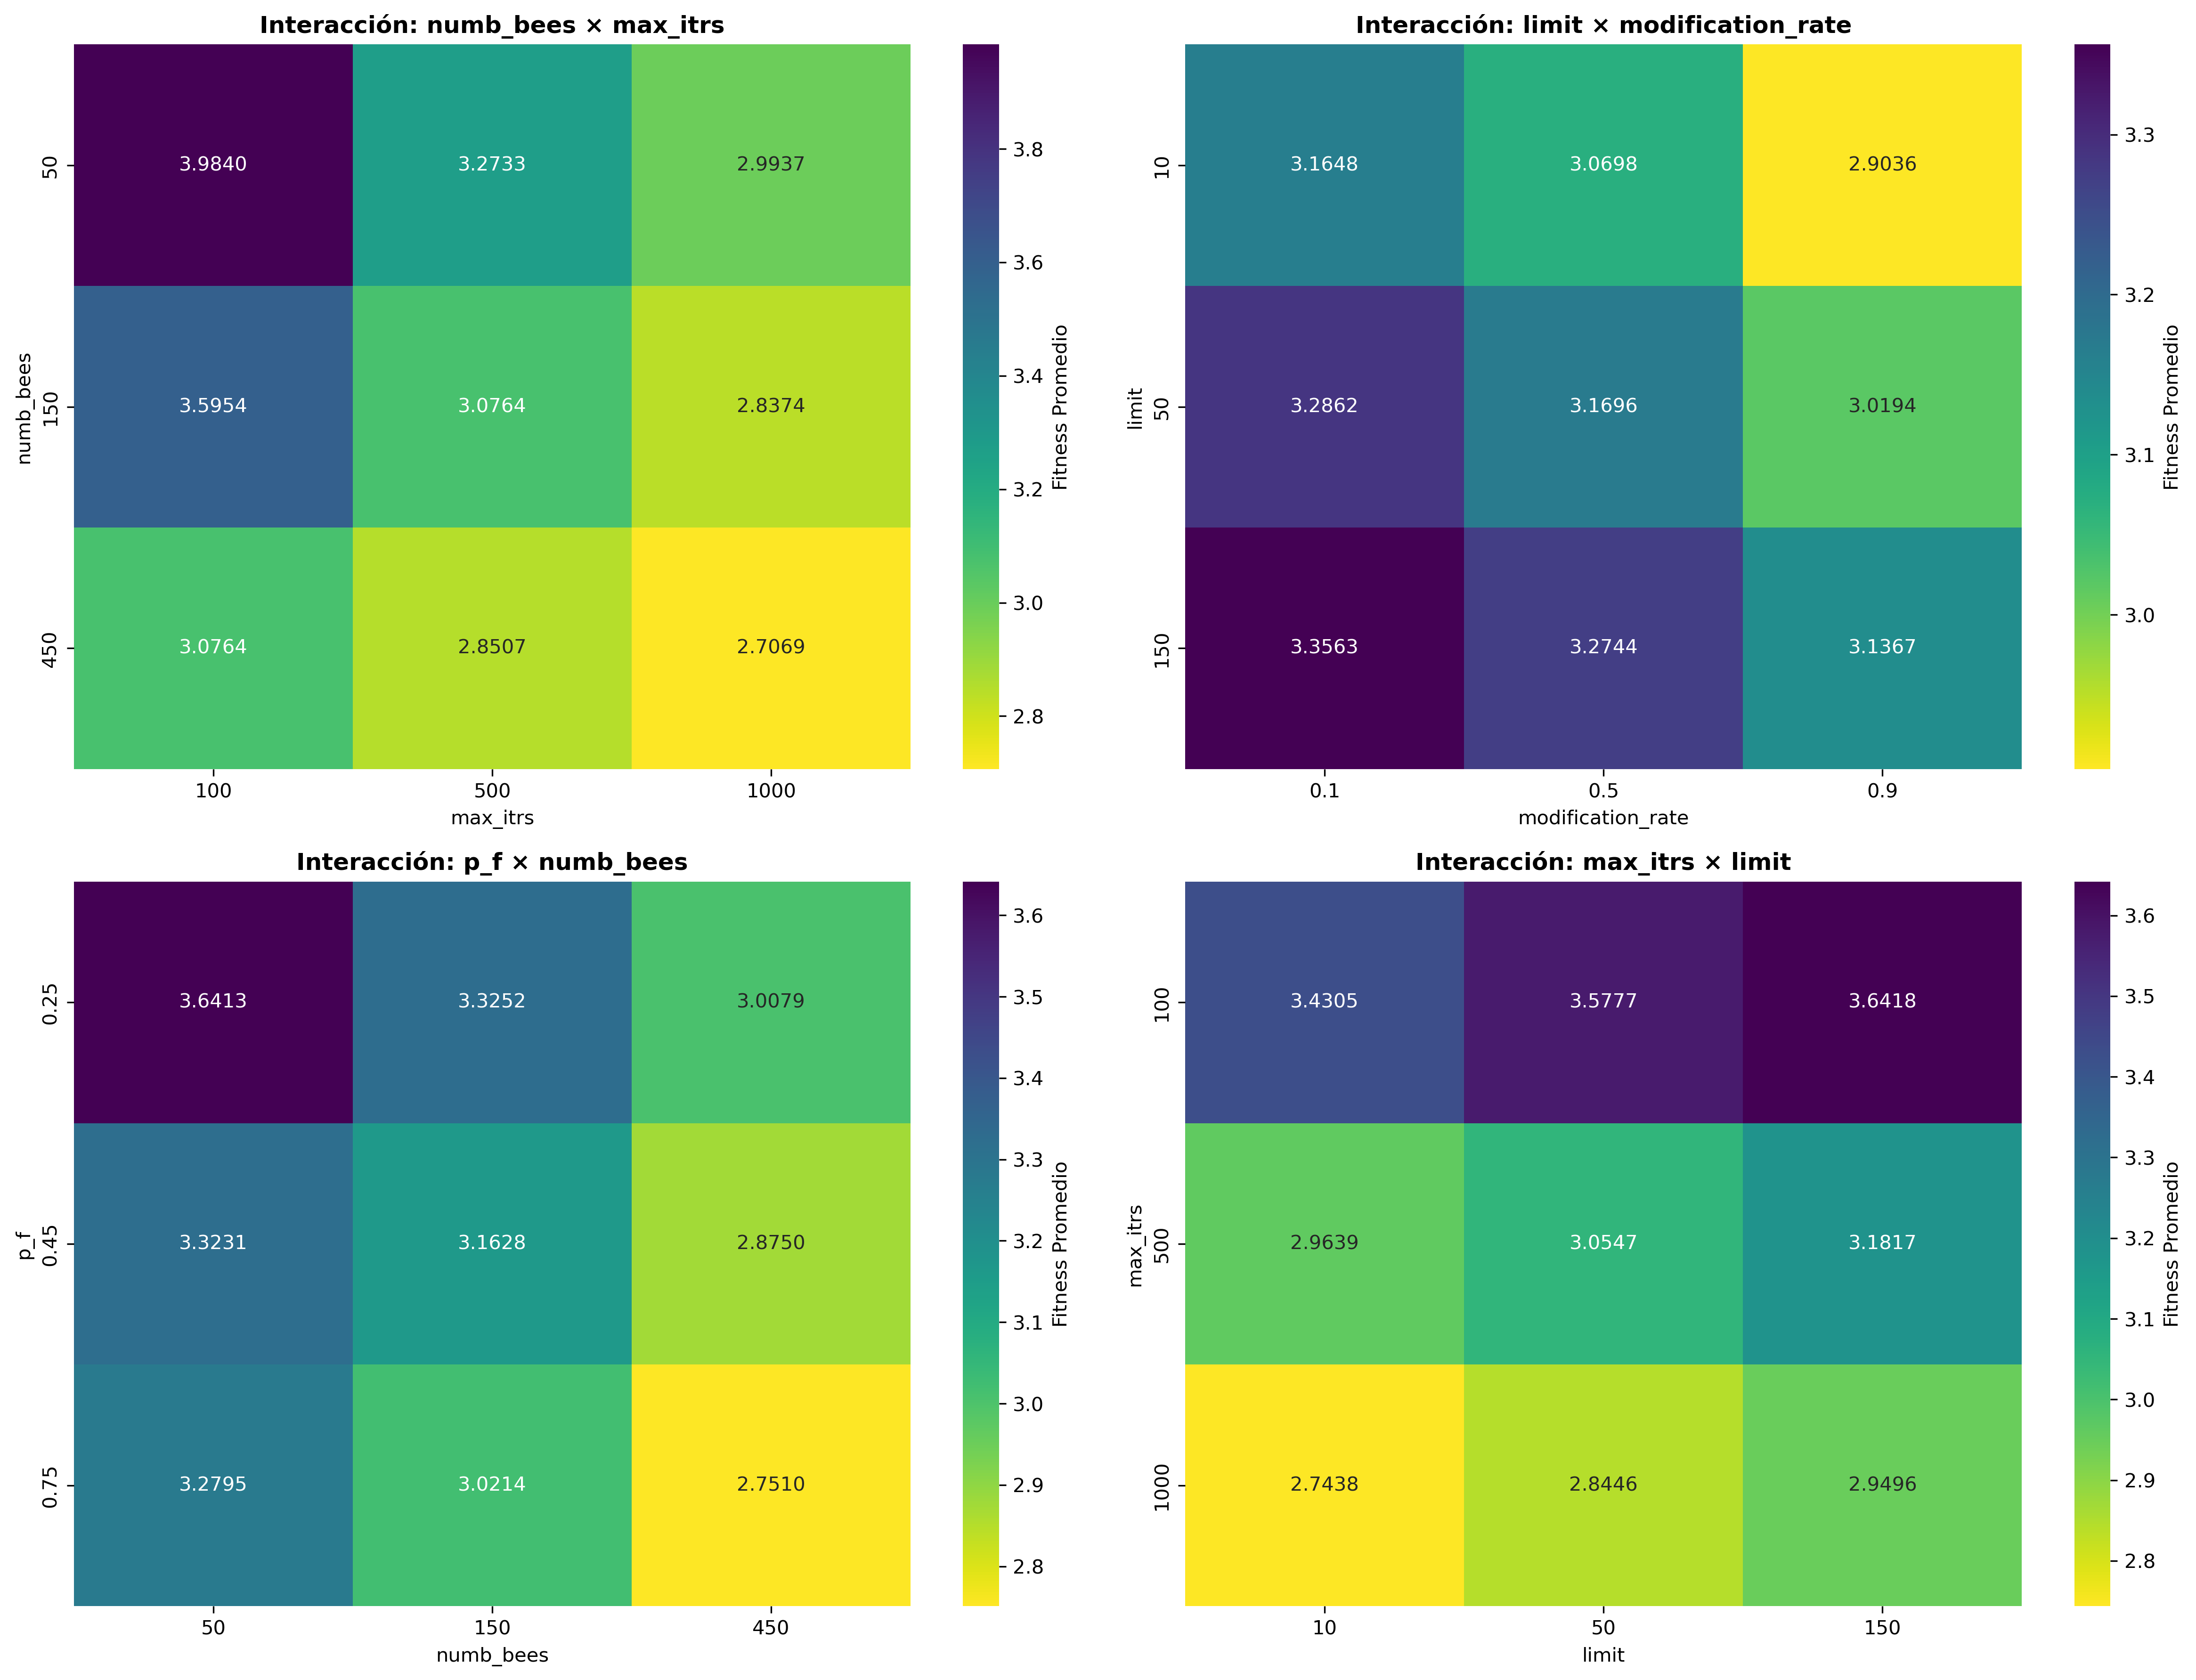 Interacción: numb_bees × max_itrs
numb_bees
50
150
450
3.9840 3.2733 2.9937
3.5954 3.0764 2.8374
3.0764 2.8507 2.7069
100 500 1000
max_itrs
3.8
3.6
3.4
3.2
3.0
2.8
Fitness Promedio
Interacción: limit × modification_rate
limit
10
50
150
3.1648 3.0698 2.9036
3.2862 3.1696 3.0194
3.3563 3.2744 3.1367
0.1 0.5 0.9
modification_rate
3.3
3.2
3.1
3.0
Fitness Promedio
Interacción: p_f × numb_bees
p_f
0.25
0.45
0.75
3.6413 3.3252 3.0079
3.3231 3.1628 2.8750
3.2795 3.0214 2.7510
50 150 450
numb_bees
3.6
3.5
3.4
3.3
3.2
3.1
3.0
2.9
2.8
Fitness Promedio
Interacción: max_itrs × limit
max_itrs
100
500
1000
3.4305 3.5777 3.6418
2.9639 3.0547 3.1817
2.7438 2.8446 2.9496
10 50 150
limit
3.6
3.5
3.4
3.3
3.2
3.1
3.0
2.9
2.8
Fitness Promedio